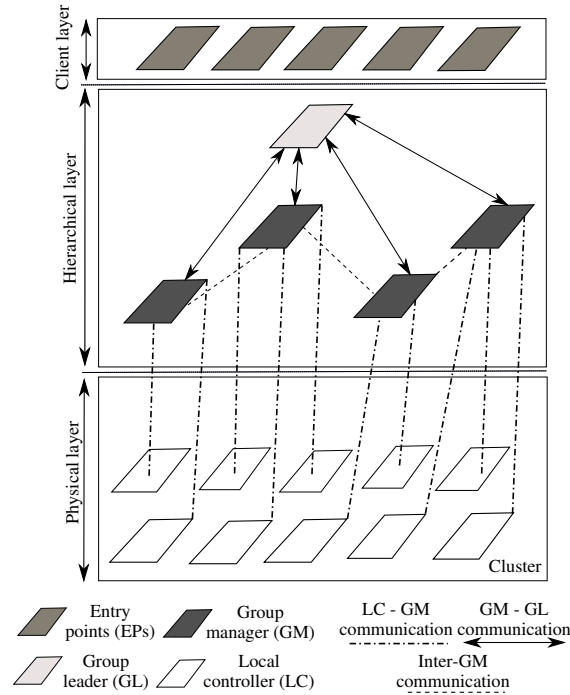 Client layer
Hierarchical layer
Physical layer
Cluster
Entry
points (EPs)
Group
manager (GM)
LC - GM
communication
GM - GL
communication
Group
leader (GL)
Local
controller (LC)
Inter-GM
communication